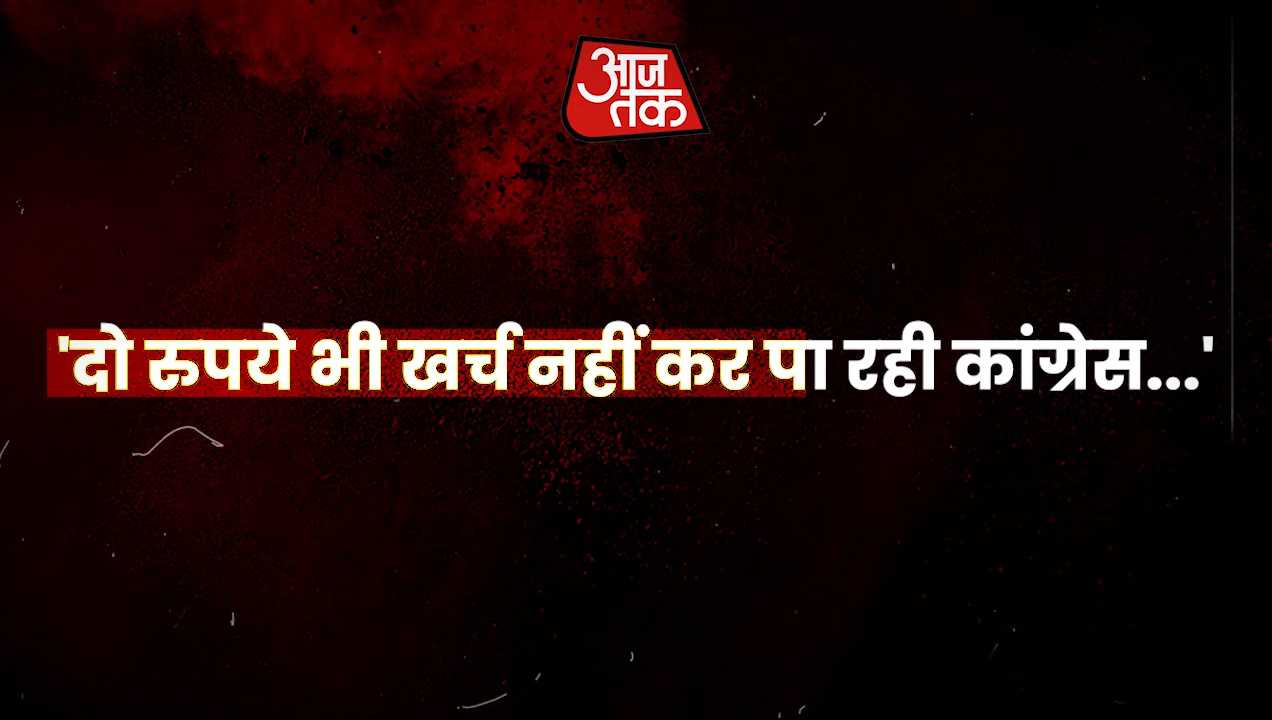 आज
तक
'दो रुपये भी खर्च नहीं कर पा रही कांग्रेस...'